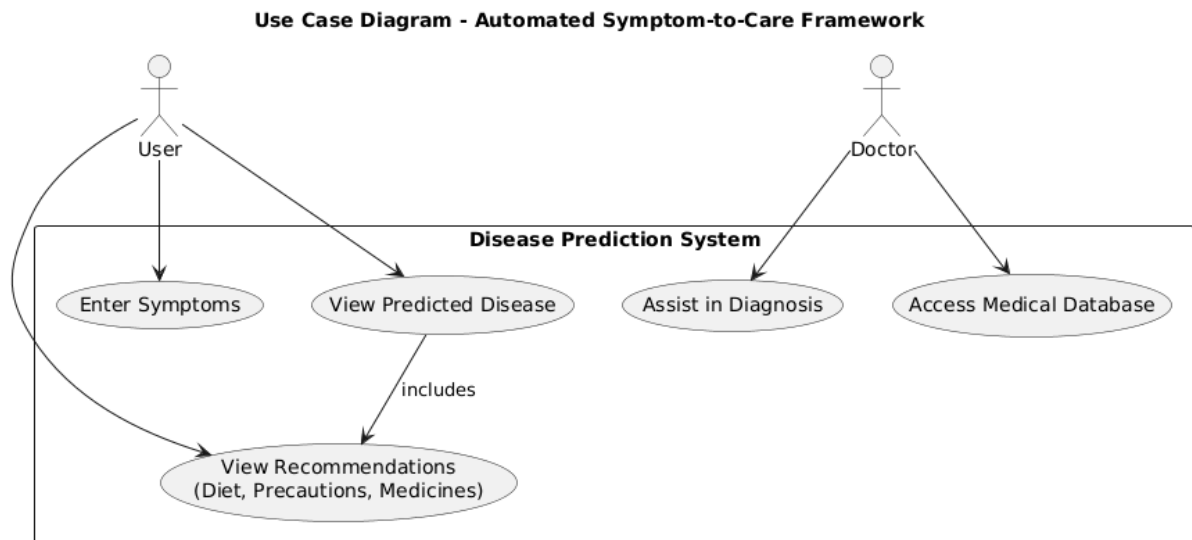 Use Case Diagram - Automated Symptom-to-Care Framework
User
Doctor
Disease Prediction System
Enter Symptoms
View Predicted Disease
Assist in Diagnosis
Access Medical Database
includes
View Recommendations
(Diet, Precautions, Medicines)